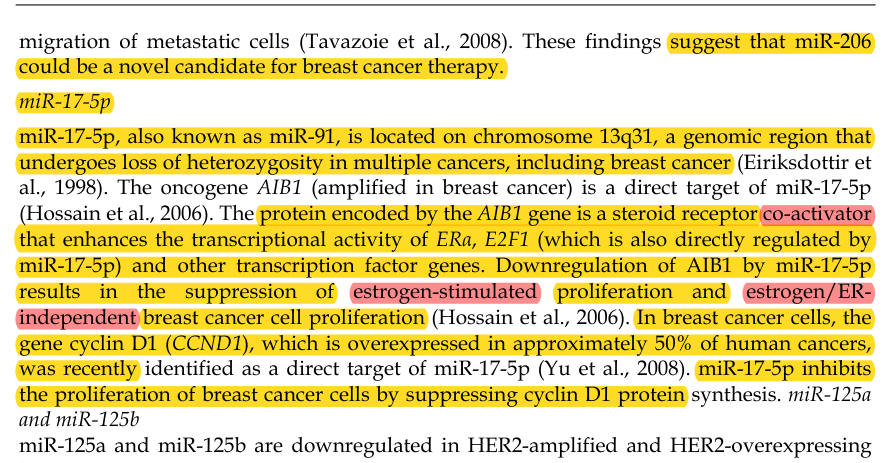 migration of metastatic cells (Tavazoie et al., 2008). These findings suggest that miR-206
could be a novel candidate for breast cancer therapy.
miR-17-5p
miR-17-5p, also known as miR-91, is located on chromosome 13q31, a genomic region that
undergoes loss of heterozygosity in multiple cancers, including breast cancer (Eiriksdottir et
al., 1998). The oncogene AIB1 (amplified in breast cancer) is a direct target of miR-17-5p
(Hossain et al., 2006). The protein encoded by the AIB1 gene is a steroid receptor co-activator
that enhances the transcriptional activity of ERa, E2F1 (which is also directly regulated by
miR-17-5p) and other transcription factor genes. Downregulation of AIB1 by miR-17-5p
results in the suppression of estrogen-stimulated proliferation and estrogen/ER-
independent breast cancer cell proliferation (Hossain et al., 2006). In breast cancer cells, the
gene cyclin D1 (CCND1), which is overexpressed in approximately 50% of human cancers,
was recently identified as a direct target of miR-17-5p (Yu et al., 2008). miR-17-5p inhibits
the proliferation of breast cancer cells by suppressing cyclin D1 protein synthesis. miR-125a
and miR-125b
miR-125a and miR-125b are downregulated in HER2-amplified and HER2-overexpressing